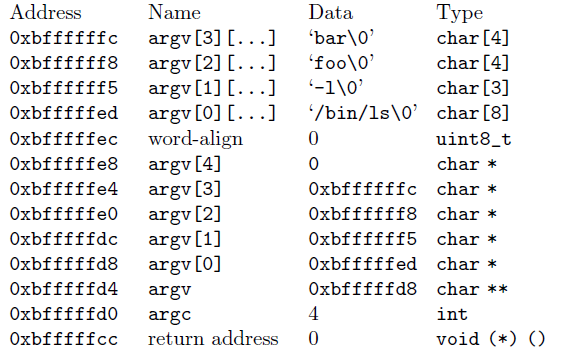 Address Name Data Type
0xbffffffc argv[3][...] ‘bar\0’ char[4]
0xbffffff8 argv[2][...] ‘foo\0’ char[4]
0xbffffff5 argv[1][...] ‘-l\0’ char[3]
0xbfffffed argv[0][...] ‘/bin/ls\0’ char[8]
0xbfffffec word-align 0 uint8_t
0xbfffffe8 argv[4] 0 char *
0xbfffffe4 argv[3] 0xbffffffc char *
0xbfffffe0 argv[2] 0xbffffff8 char *
0xbfffffdc argv[1] 0xbffffff5 char *
0xbfffffd8 argv[0] 0xbfffffed char *
0xbfffffd4 argv 0xbfffffd8 char **
0xbfffffd0 argc 4 int
0xbfffffcc return address 0 void (*) ()